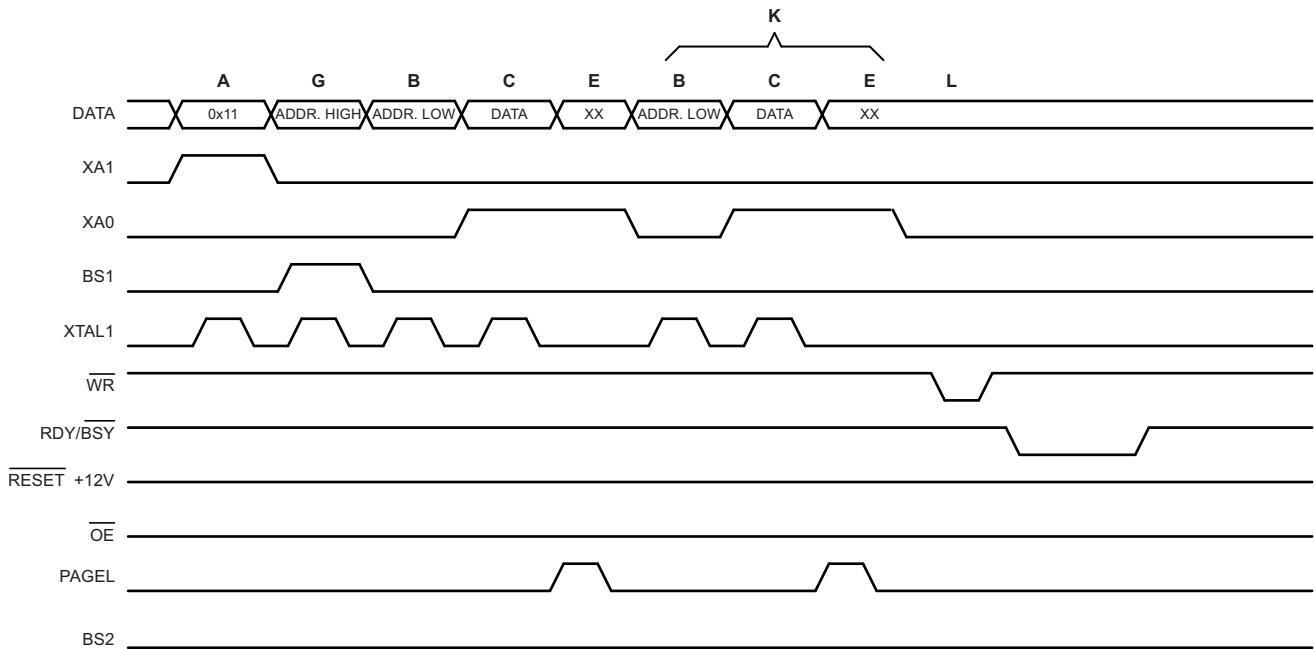 K
A G B C E B C E L
DATA 0x11 ADDR. HIGH ADDR. LOW DATA XX ADDR. LOW DATA XX
XA1
XA0
BS1
XTAL1
WR
RDY/BSY
RESET +12V
OE
PAGEL
BS2